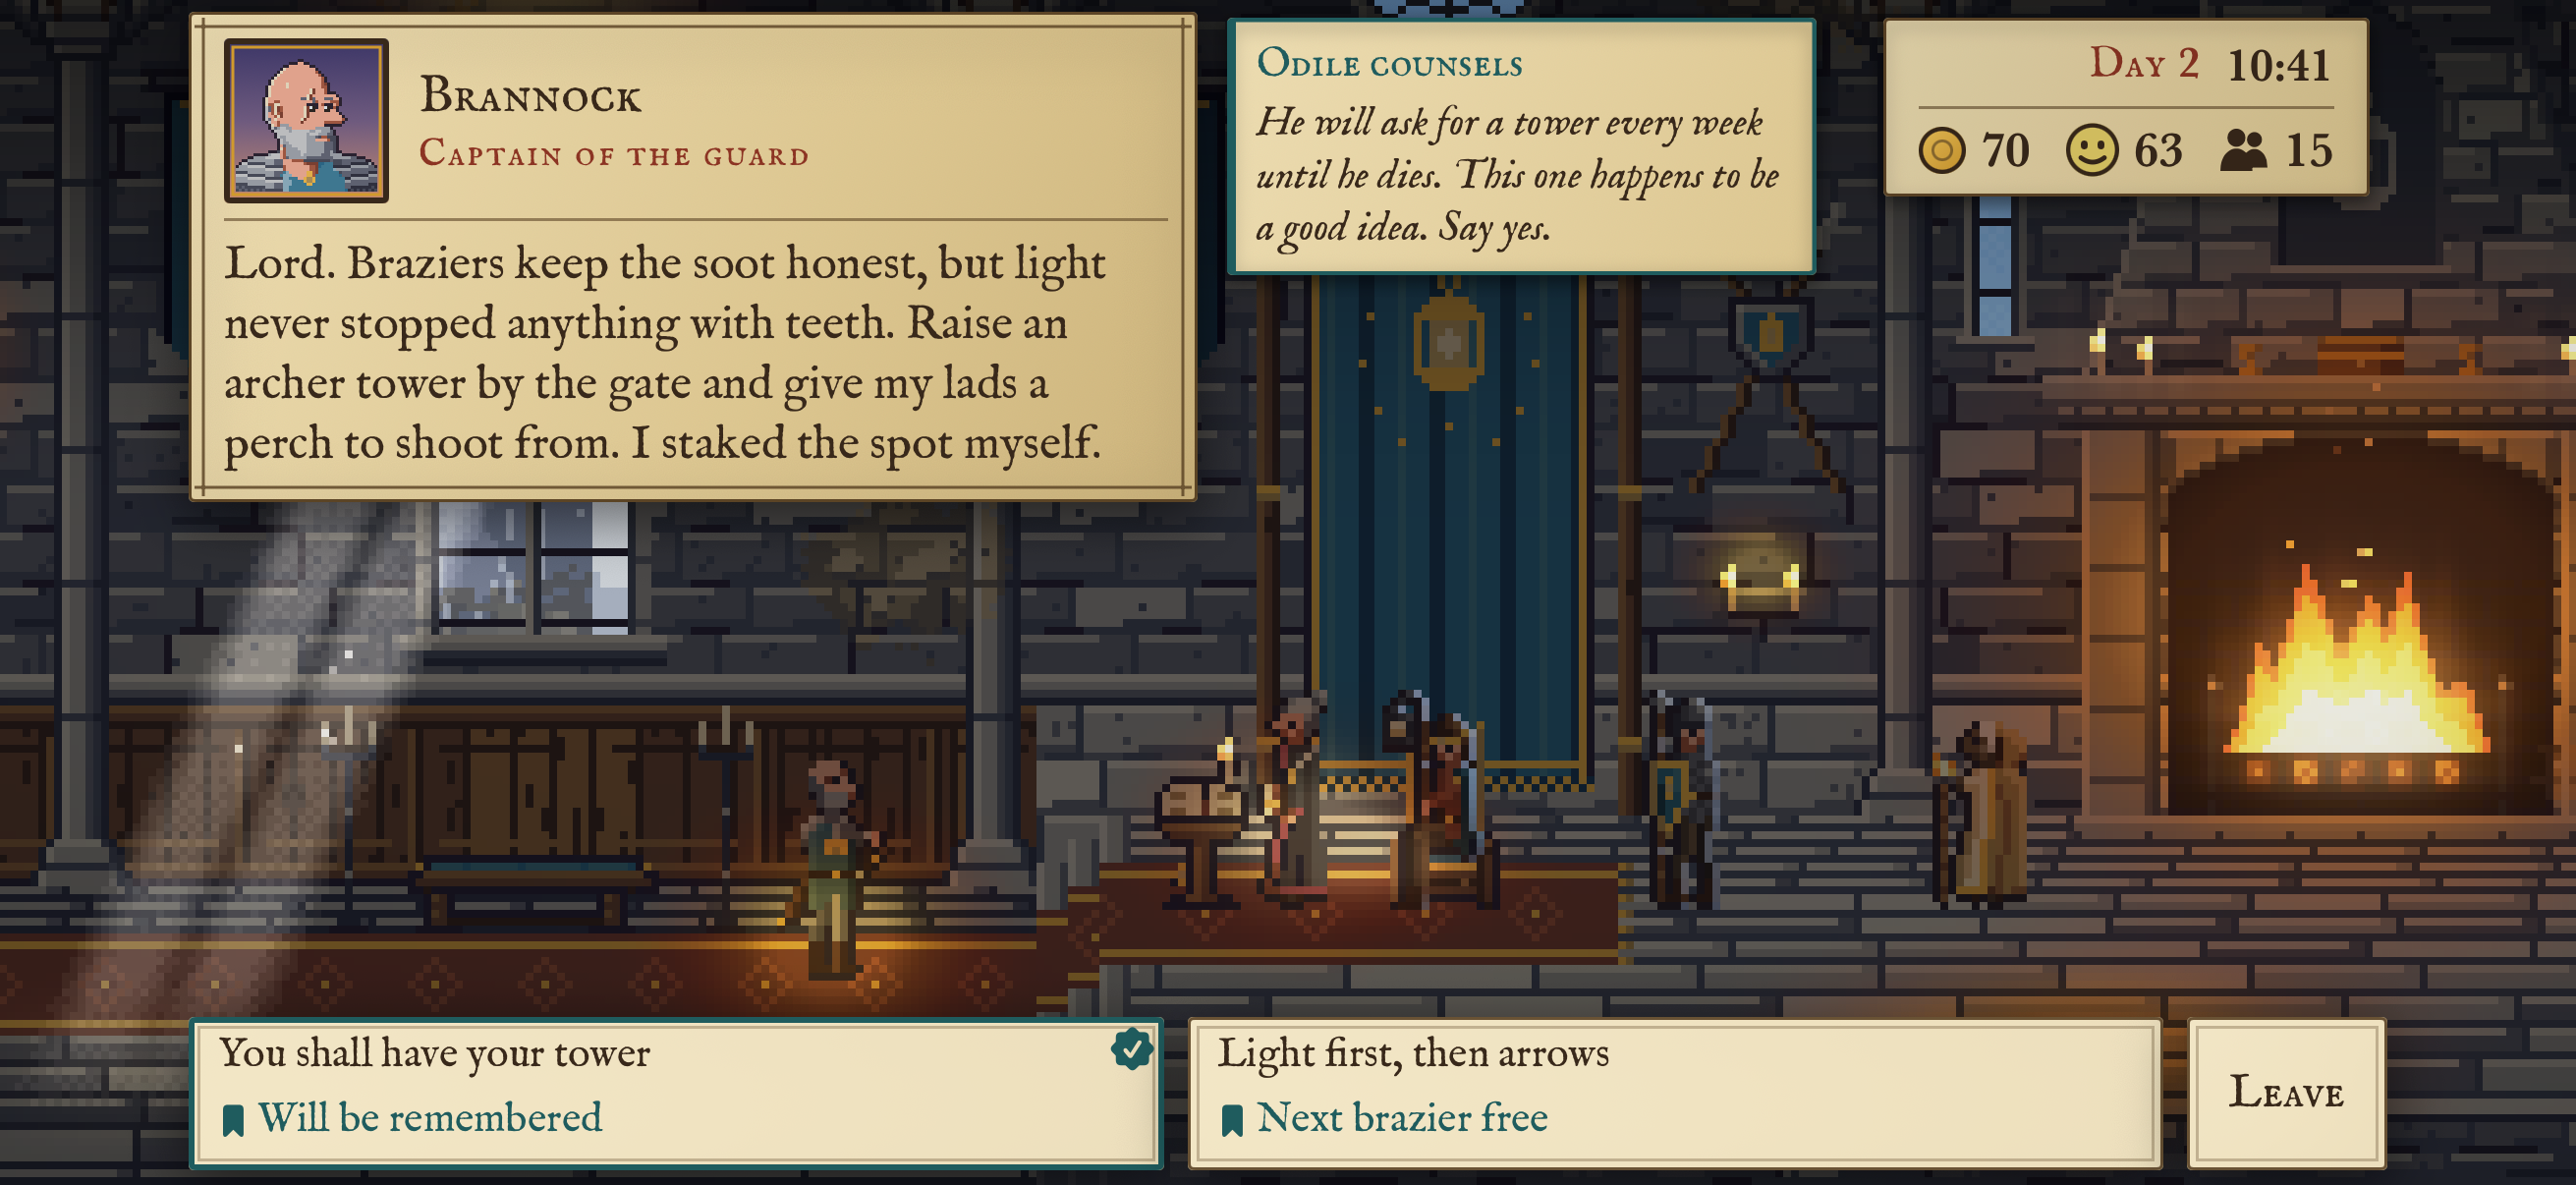 Brannock
Captain of the guard
Lord. Braziers keep the soot honest, but light
never stopped anything with teeth. Raise an
archer tower by the gate and give my lads a
perch to shoot from. I staked the spot myself.
Odile counsels
He will ask for a tower every week
until he dies. This one happens to be
a good idea. Say yes.
Day 2 10:41
70 63 15
You shall have your tower
Will be remembered
Light first, then arrows
Next brazier free
Leave